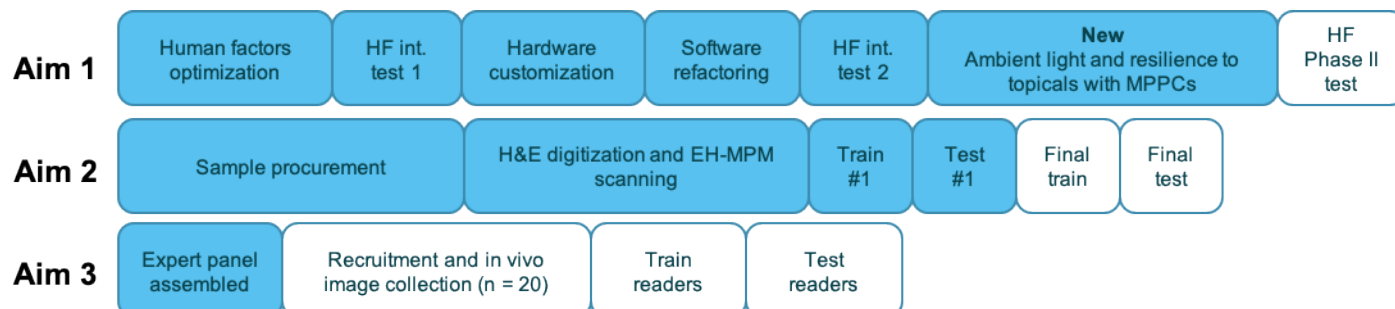 Aim 1
Human factors
optimization
HF int.
test 1
Hardware
customization
Software
refactoring
HF int.
test 2
New
Ambient light and resilience to
topicals with MPPCs
HF
Phase II
test
Aim 2
Sample procurement
H&E digitization and EH-MPM
scanning
Train
#1
Test
#1
Final
train
Final
test
Aim 3
Expert panel
assembled
Recruitment and in vivo
image collection (n = 20)
Train
readers
Test
readers